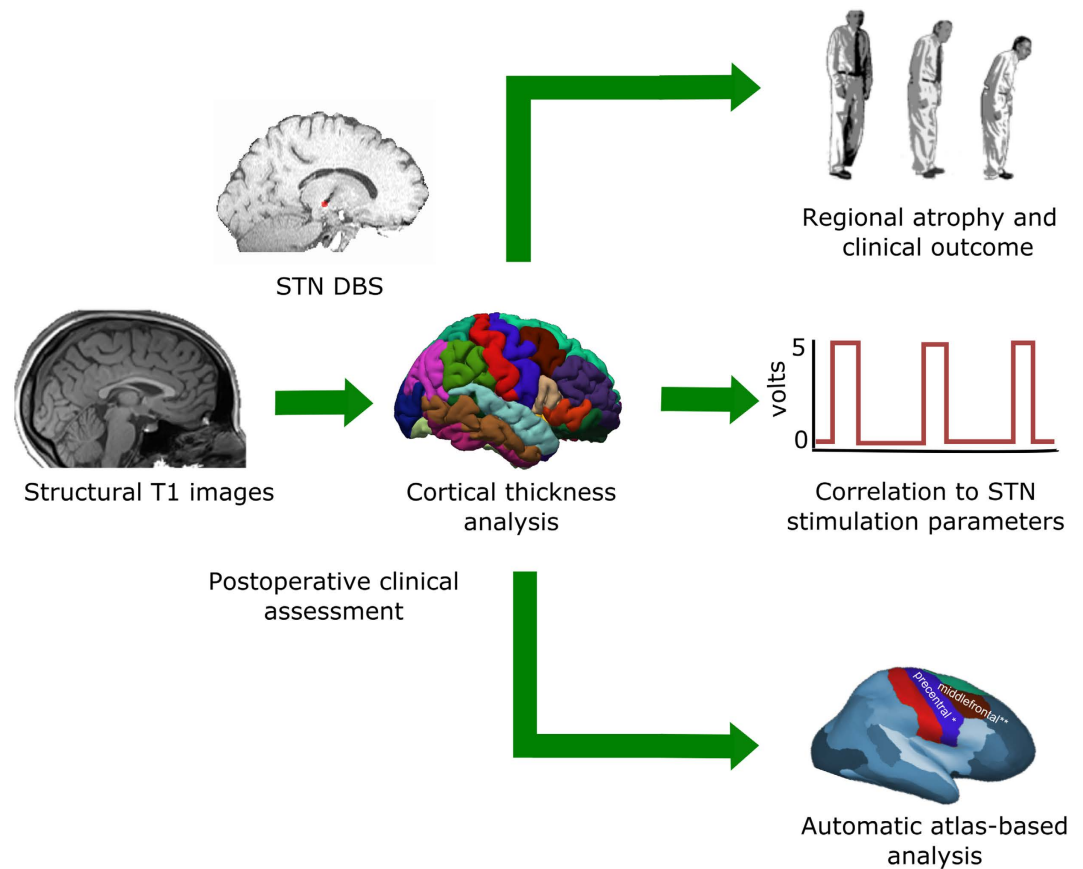 Regional atrophy and
clinical outcome
STN DBS
5
volts
0
Structural T1 images
Cortical thickness
analysis
Correlation to STN
stimulation parameters
Postoperative clinical
assessment
precentral *
middlefrontal**
Automatic atlas-based
analysis